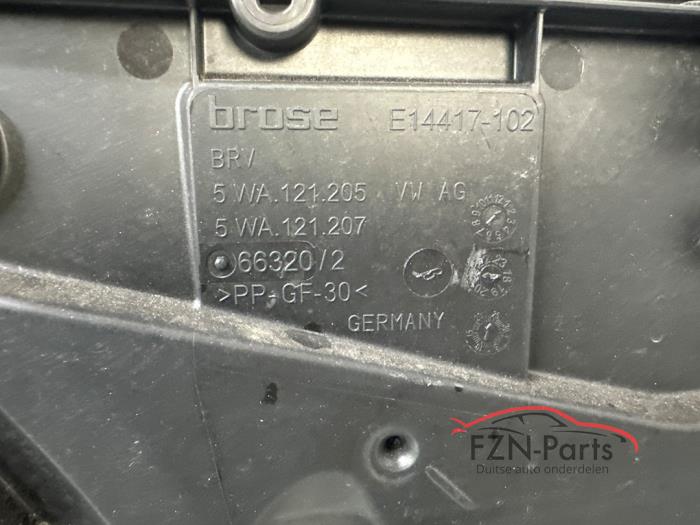 brose E14417-102
BRV
5 WA.121.205 VW AG
5 WA.121.207
66320/2
>PP-GF-30<
GERMANY
FZN-Parts
Duitse auto onderdelen